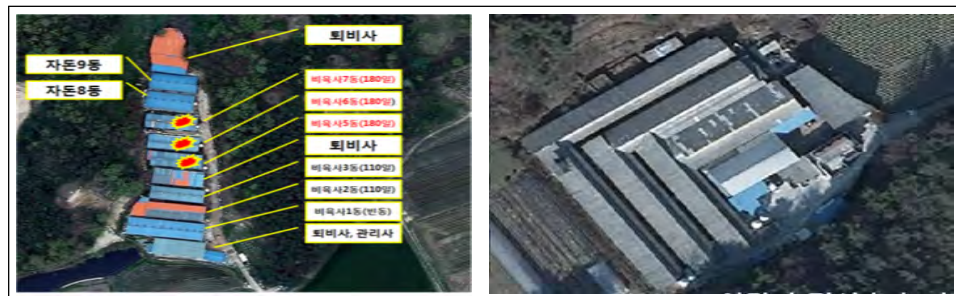 퇴비사
자돈9동
자돈8동
비육사7동(180일)
비육사6동(180일)
비육사5동(180일)
퇴비사
비육사3동(110일)
비육사2동(110일)
비육사1동(빈동)
퇴비사, 관리사